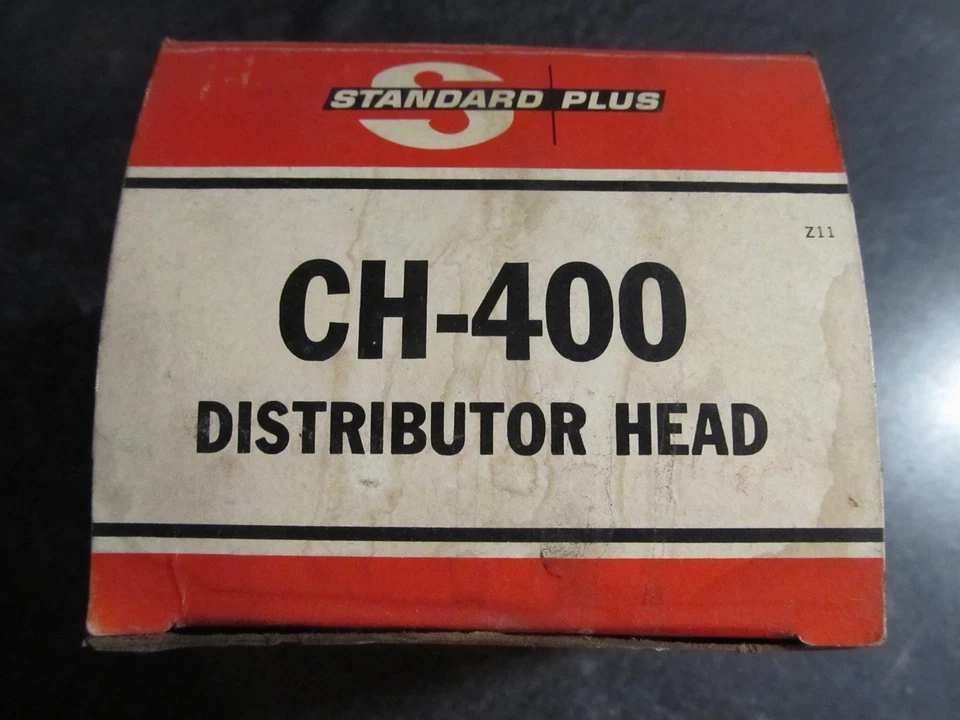 STANDARD PLUS
Z11
CH-400
DISTRIBUTOR HEAD